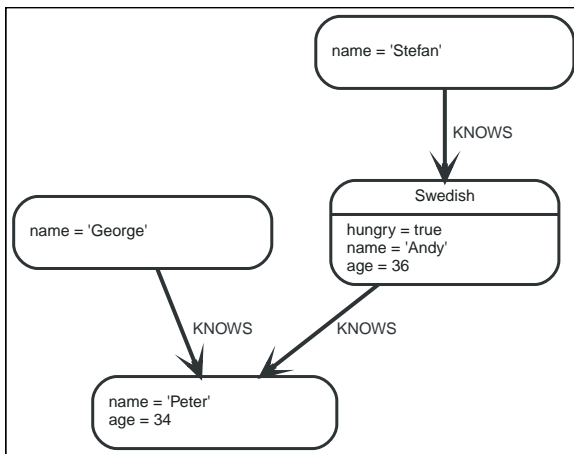 name = 'Stefan'
KNOWS
Swedish
hungry = true
name = 'Andy'
age = 36
name = 'George'
KNOWS
KNOWS
name = 'Peter'
age = 34